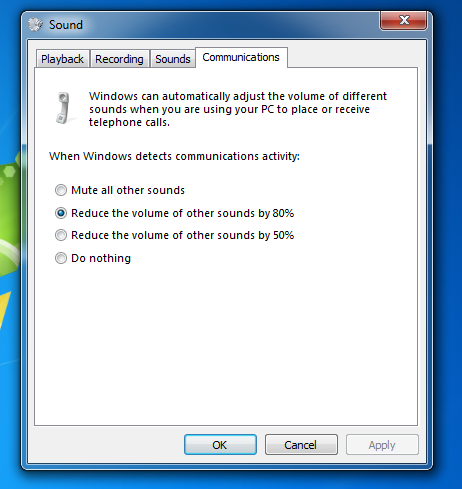 Sound
Playback Recording Sounds Communications
Windows can automatically adjust the volume of different
sounds when you are using your PC to place or receive
telephone calls.
When Windows detects communications activity:
Mute all other sounds
Reduce the volume of other sounds by 80%
Reduce the volume of other sounds by 50%
Do nothing
OK Cancel Apply